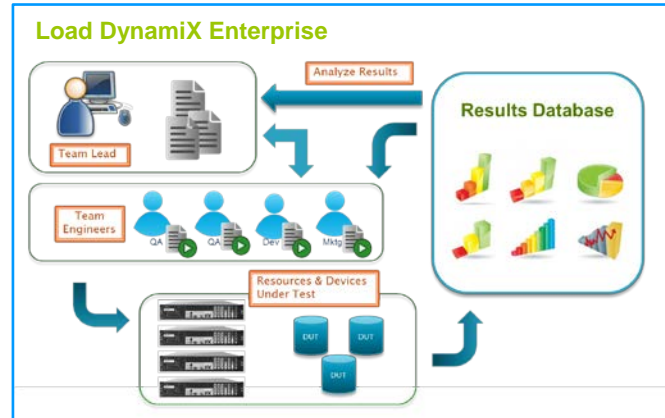 Load DynamiX Enterprise
Analyze Results
Team Lead
Results Database
Team
Engineers
QA
QA
Dev
Mktg
Resources & Devices
Under Test
DUT
DUT
DUT